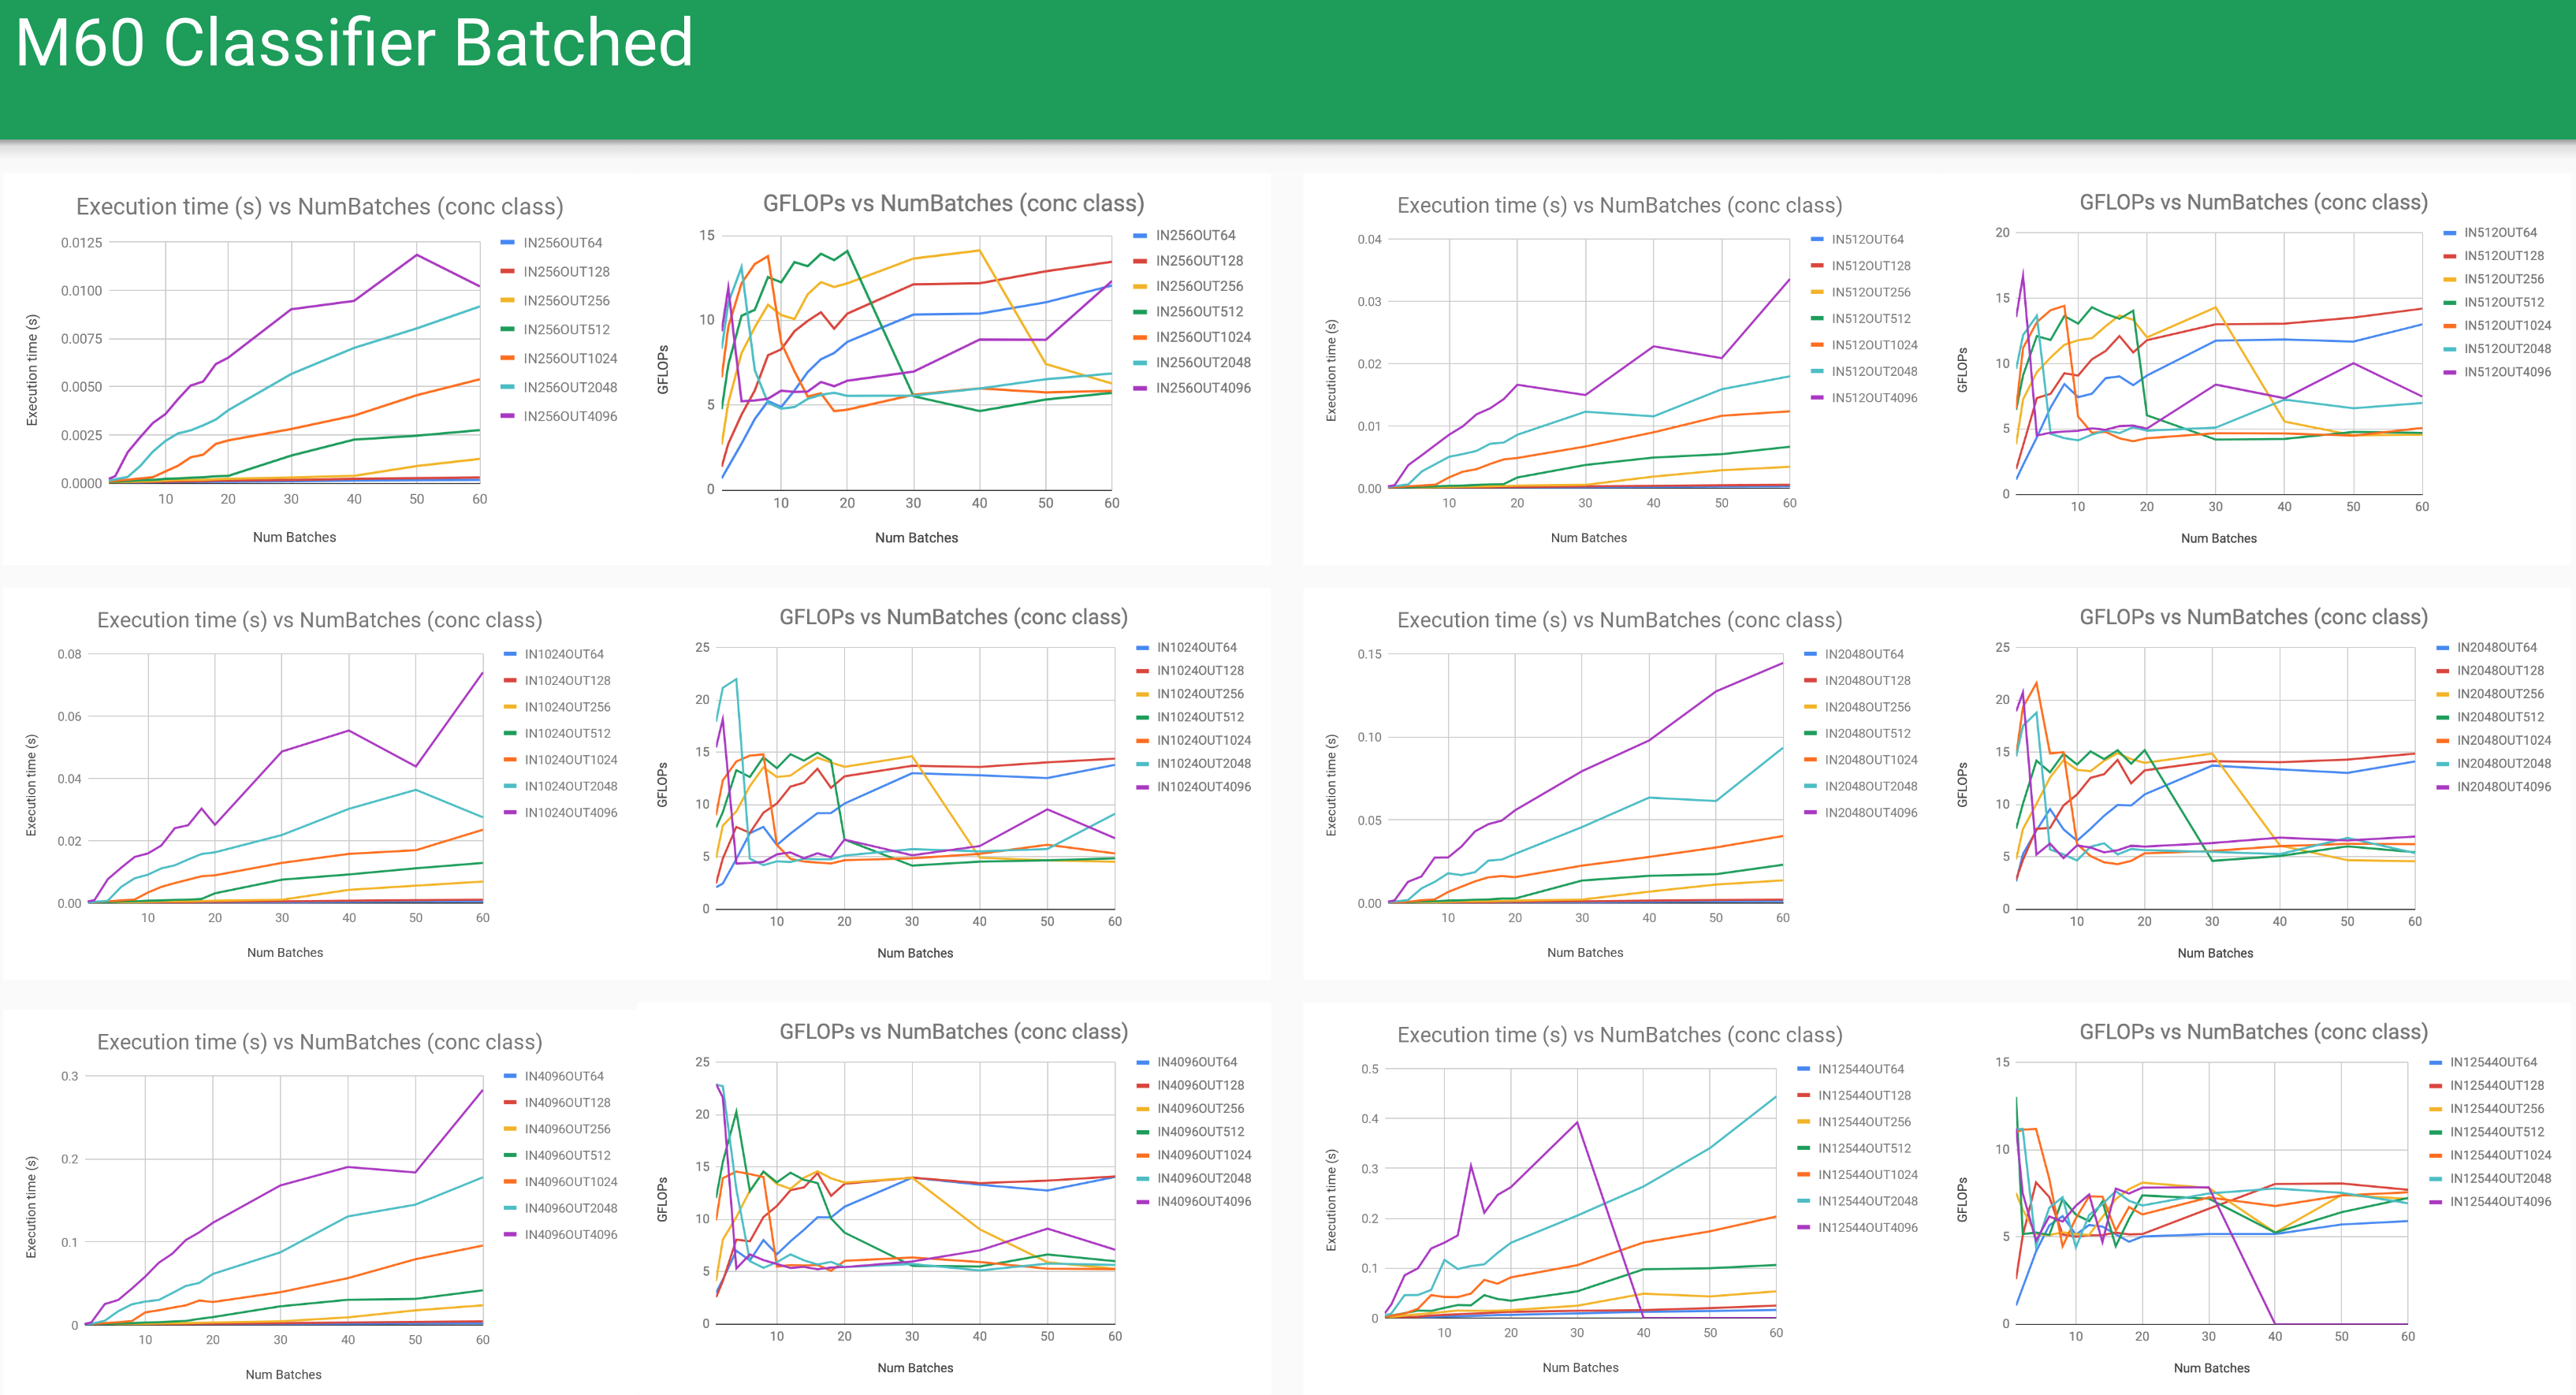 M60 Classifier Batched
Execution time (s) vs NumBatches (conc class)
Execution time (s)
0.0125
0.0100
0.0075
0.0050
0.0025
0.0000
10 20 30 40 50 60
Num Batches
IN256OUT64
IN256OUT128
IN256OUT256
IN256OUT512
IN256OUT1024
IN256OUT2048
IN256OUT4096
GFLOPs vs NumBatches (conc class)
GFLOPs
15
10
5
0
10 20 30 40 50 60
Num Batches
IN256OUT64
IN256OUT128
IN256OUT256
IN256OUT512
IN256OUT1024
IN256OUT2048
IN256OUT4096
Execution time (s) vs NumBatches (conc class)
Execution time (s)
0.04
0.03
0.02
0.01
0.00
10 20 30 40 50 60
Num Batches
IN512OUT64
IN512OUT128
IN512OUT256
IN512OUT512
IN512OUT1024
IN512OUT2048
IN512OUT4096
GFLOPs vs NumBatches (conc class)
GFLOPs
20
15
10
5
0
10 20 30 40 50 60
Num Batches
IN512OUT64
IN512OUT128
IN512OUT256
IN512OUT512
IN512OUT1024
IN512OUT2048
IN512OUT4096
Execution time (s) vs NumBatches (conc class)
Execution time (s)
0.08
0.06
0.04
0.02
0.00
10 20 30 40 50 60
Num Batches
IN1024OUT64
IN1024OUT128
IN1024OUT256
IN1024OUT512
IN1024OUT1024
IN1024OUT2048
IN1024OUT4096
GFLOPs vs NumBatches (conc class)
GFLOPs
25
20
15
10
5
0
10 20 30 40 50 60
Num Batches
IN1024OUT64
IN1024OUT128
IN1024OUT256
IN1024OUT512
IN1024OUT1024
IN1024OUT2048
IN1024OUT4096
Execution time (s) vs NumBatches (conc class)
Execution time (s)
0.15
0.10
0.05
0.00
10 20 30 40 50 60
Num Batches
IN2048OUT64
IN2048OUT128
IN2048OUT256
IN2048OUT512
IN2048OUT1024
IN2048OUT2048
IN2048OUT4096
GFLOPs vs NumBatches (conc class)
GFLOPs
25
20
15
10
5
0
10 20 30 40 50 60
Num Batches
IN2048OUT64
IN2048OUT128
IN2048OUT256
IN2048OUT512
IN2048OUT1024
IN2048OUT2048
IN2048OUT4096
Execution time (s) vs NumBatches (conc class)
Execution time (s)
0.3
0.2
0.1
0
10 20 30 40 50 60
Num Batches
IN4096OUT64
IN4096OUT128
IN4096OUT256
IN4096OUT512
IN4096OUT1024
IN4096OUT2048
IN4096OUT4096
GFLOPs vs NumBatches (conc class)
GFLOPs
25
20
15
10
5
0
10 20 30 40 50 60
Num Batches
IN4096OUT64
IN4096OUT128
IN4096OUT256
IN4096OUT512
IN4096OUT1024
IN4096OUT2048
IN4096OUT4096
Execution time (s) vs NumBatches (conc class)
Execution time (s)
0.5
0.4
0.3
0.2
0.1
0
10 20 30 40 50 60
Num Batches
IN12544OUT64
IN12544OUT128
IN12544OUT256
IN12544OUT512
IN12544OUT1024
IN12544OUT2048
IN12544OUT4096
GFLOPs vs NumBatches (conc class)
GFLOPs
15
10
5
0
10 20 30 40 50 60
Num Batches
IN12544OUT64
IN12544OUT128
IN12544OUT256
IN12544OUT512
IN12544OUT1024
IN12544OUT2048
IN12544OUT4096